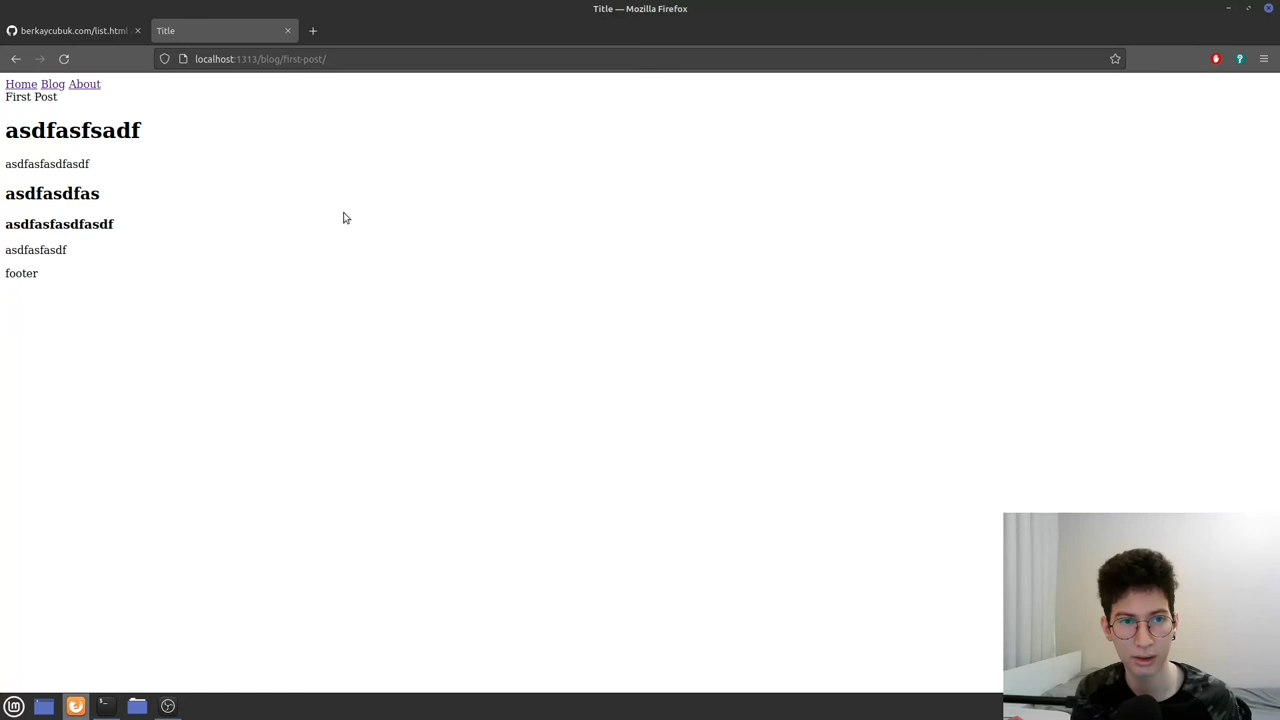 Title — Mozilla Firefox
berkaycubuk.com/list.html
Title
localhost:1313/blog/first-post/
Home Blog About
First Post
asdfasfsadf
asdfasfasdfasdf
asdfasdfas
asdfasfasdfasdf
asdfasfasdf
footer